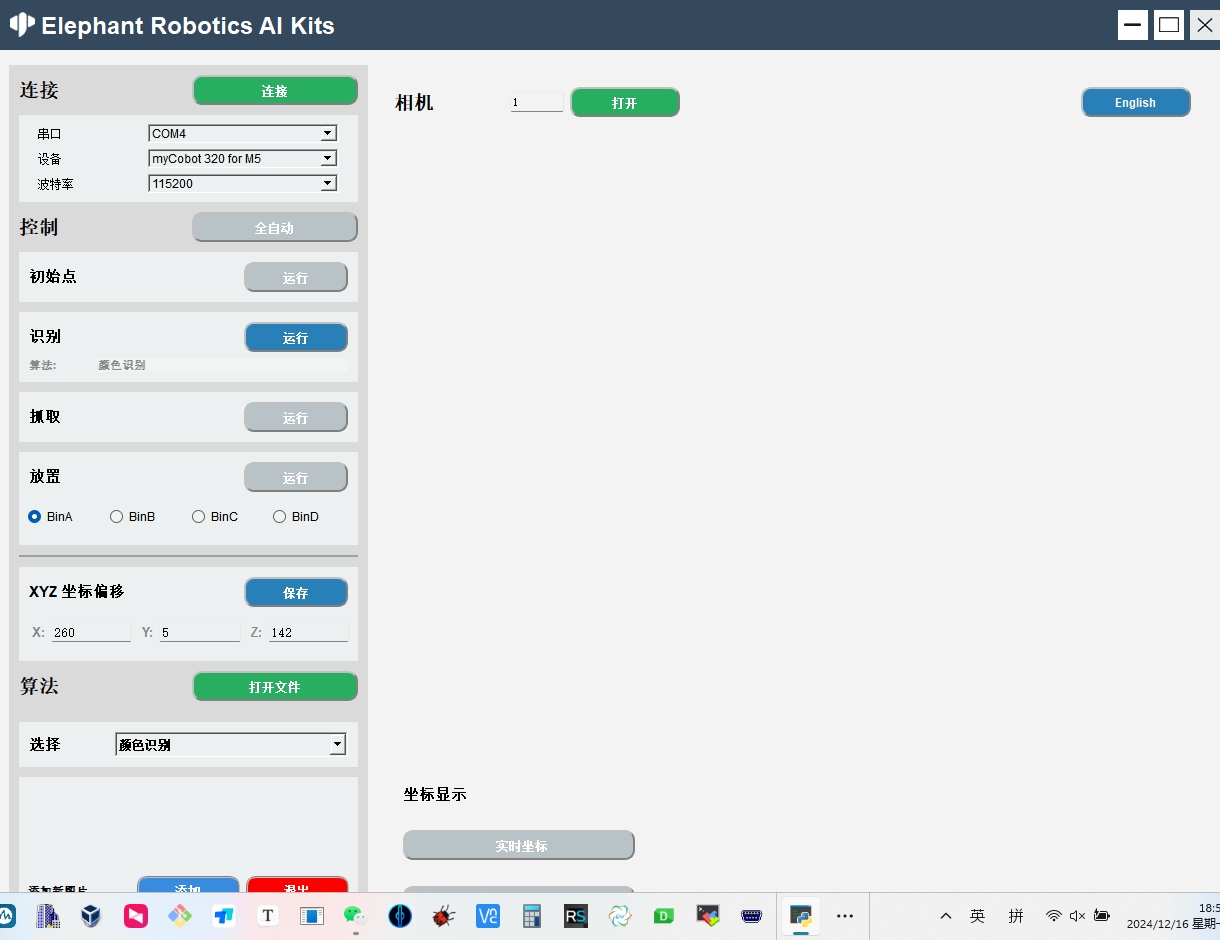 Elephant Robotics AI Kits
连接 连接
串口 COM4
设备 myCobot 320 for M5
波特率 115200
控制 全自动
初始点 运行
识别 运行
算法: 颜色识别
抓取 运行
放置 运行
BinA BinB BinC BinD
XYZ 坐标偏移 保存
X: 260 Y: 5 Z: 142
算法 打开文件
选择 颜色识别
添加新图片 添加 退出
相机 1 打开 English
坐标显示
实时坐标
T V2 RS D
英 拼
18:5
2024/12/16 星期一